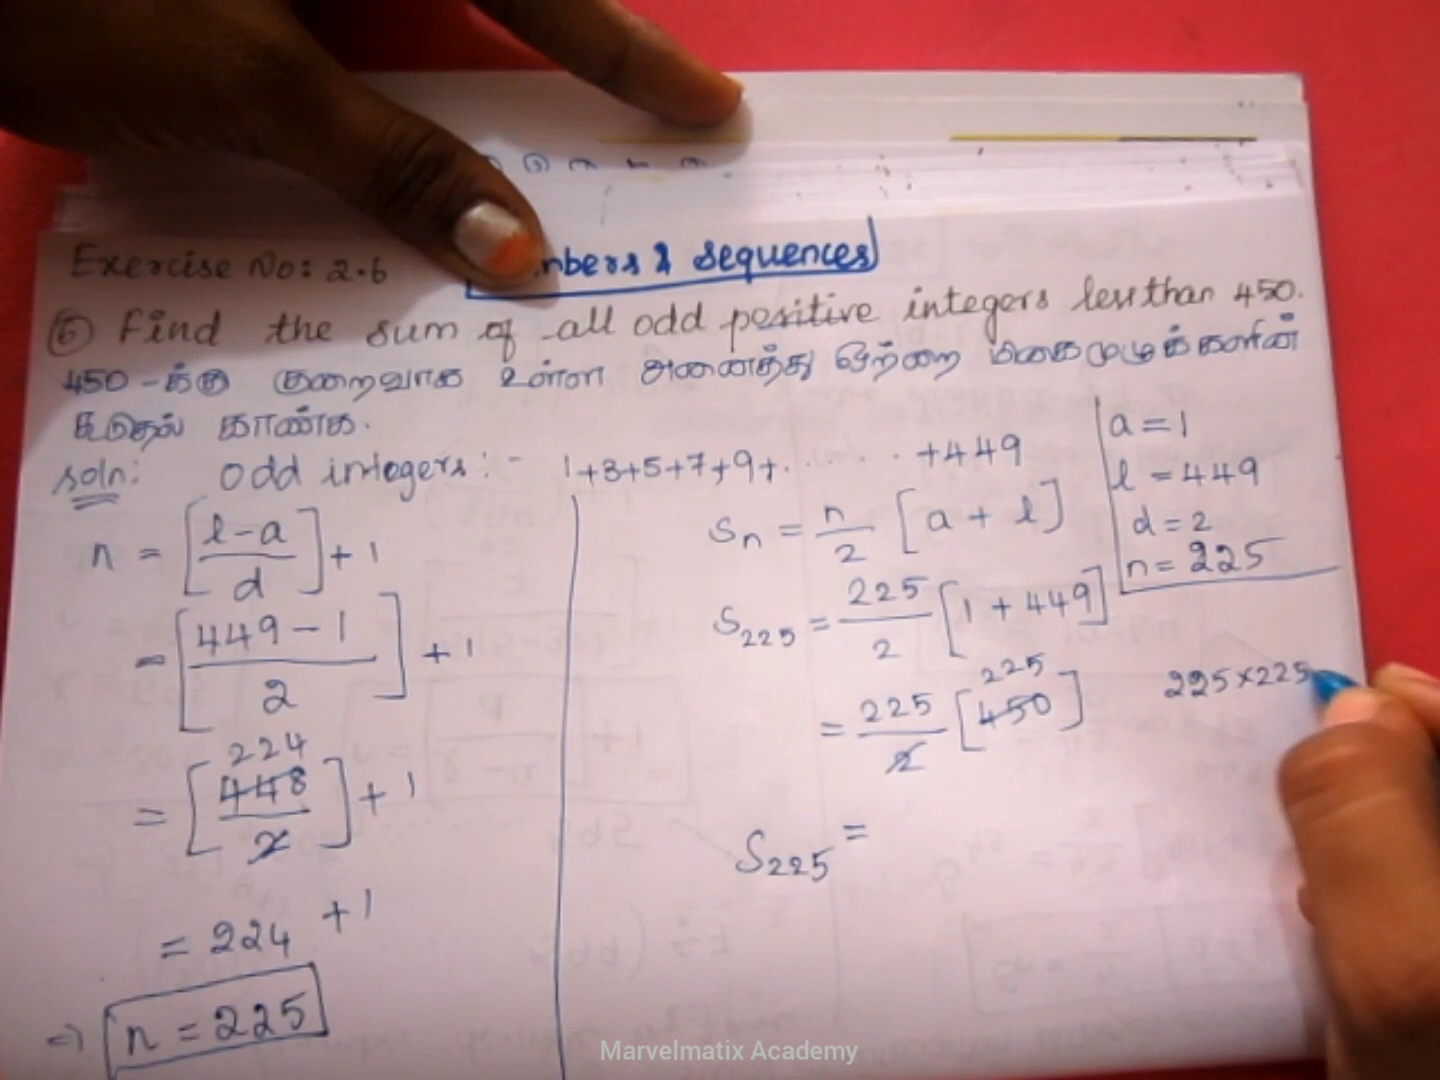 Exercise No: 2.6
Sequences
⑥ Find the sum of all odd positive integers less than 450.
450-க்கு குறைவாக உள்ள அனைத்து ஒற்றை மிகை முழுக்களின்
கூடுதல் காண்க.
soln: odd integers:- 1+3+5+7+9+. . . . . . +449
a = 1
l = 449
d = 2
n = 225
n = [(l-a)/d] + 1
= [(449-1)/2] + 1
224
= [448/2] + 1
= 224 + 1
⇒ n = 225
Sn = n/2 [a + l]
S225 = 225/2 [1 + 449]
225
= 225/2 [450]
225×225
S225 =
Marvelmatix Academy